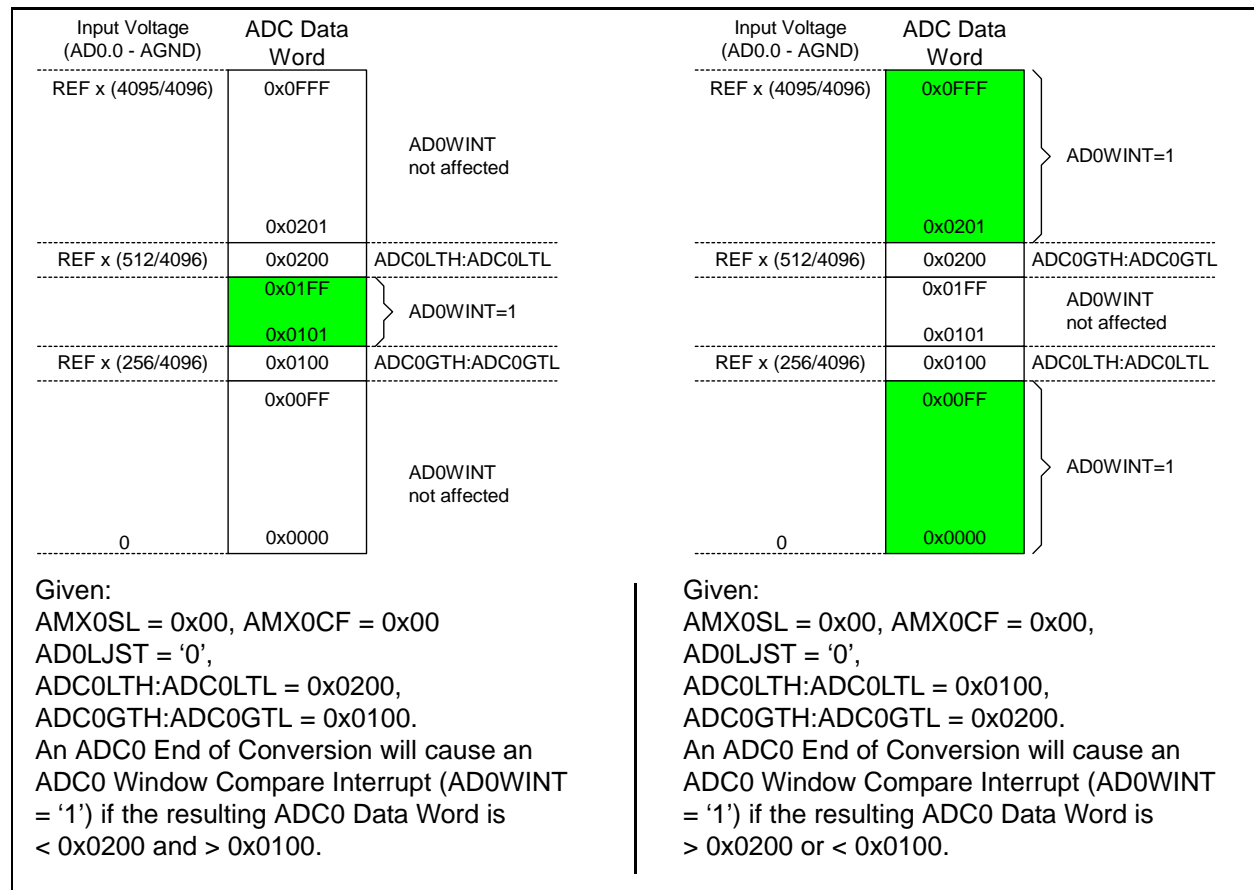 Input Voltage
(AD0.0 - AGND)
ADC Data
Word
REF x (4095/4096)
0x0FFF
AD0WINT
not affected
0x0201
REF x (512/4096)
0x0200
ADC0LTH:ADC0LTL
0x01FF
AD0WINT=1
0x0101
REF x (256/4096)
0x0100
ADC0GTH:ADC0GTL
0x00FF
AD0WINT
not affected
0
0x0000
Given:
AMX0SL = 0x00, AMX0CF = 0x00
AD0LJST = ‘0’,
ADC0LTH:ADC0LTL = 0x0200,
ADC0GTH:ADC0GTL = 0x0100.
An ADC0 End of Conversion will cause an
ADC0 Window Compare Interrupt (AD0WINT
= ‘1’) if the resulting ADC0 Data Word is
< 0x0200 and > 0x0100.
Input Voltage
(AD0.0 - AGND)
ADC Data
Word
REF x (4095/4096)
0x0FFF
AD0WINT=1
0x0201
REF x (512/4096)
0x0200
ADC0GTH:ADC0GTL
0x01FF
AD0WINT
not affected
0x0101
REF x (256/4096)
0x0100
ADC0LTH:ADC0LTL
0x00FF
AD0WINT=1
0
0x0000
Given:
AMX0SL = 0x00, AMX0CF = 0x00,
AD0LJST = ‘0’,
ADC0LTH:ADC0LTL = 0x0100,
ADC0GTH:ADC0GTL = 0x0200.
An ADC0 End of Conversion will cause an
ADC0 Window Compare Interrupt (AD0WINT
= ‘1’) if the resulting ADC0 Data Word is
> 0x0200 or < 0x0100.